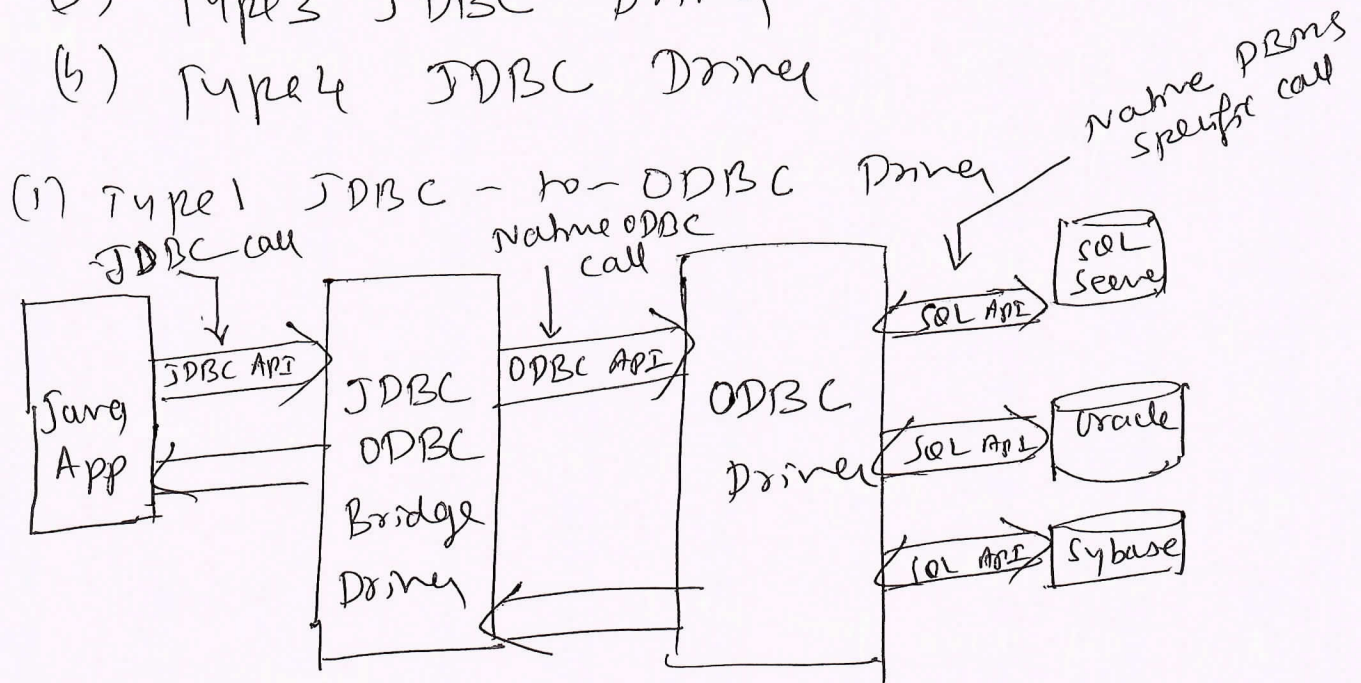 Type3 JDBC
(4) Type4 JDBC Driver
(1) Type1 JDBC - to - ODBC Driver
JDBC call
Native ODBC
call
Native DBMS
specific call
Java
App
JDBC API
JDBC
ODBC
Bridge
Driver
ODBC API
ODBC
Driver
SQL API
SQL
Server
SQL API
Oracle
SQL API
Sybase